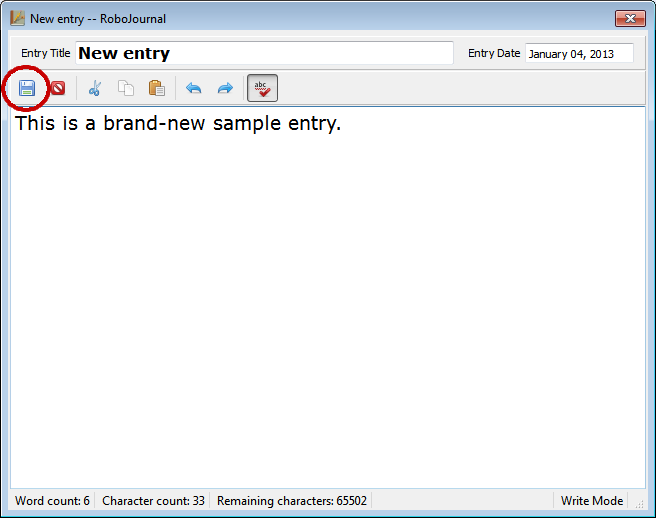 New entry -- RoboJournal
Entry Title New entry Entry Date January 04, 2013
abc
This is a brand-new sample entry.
Word count: 6 Character count: 33 Remaining characters: 65502 Write Mode